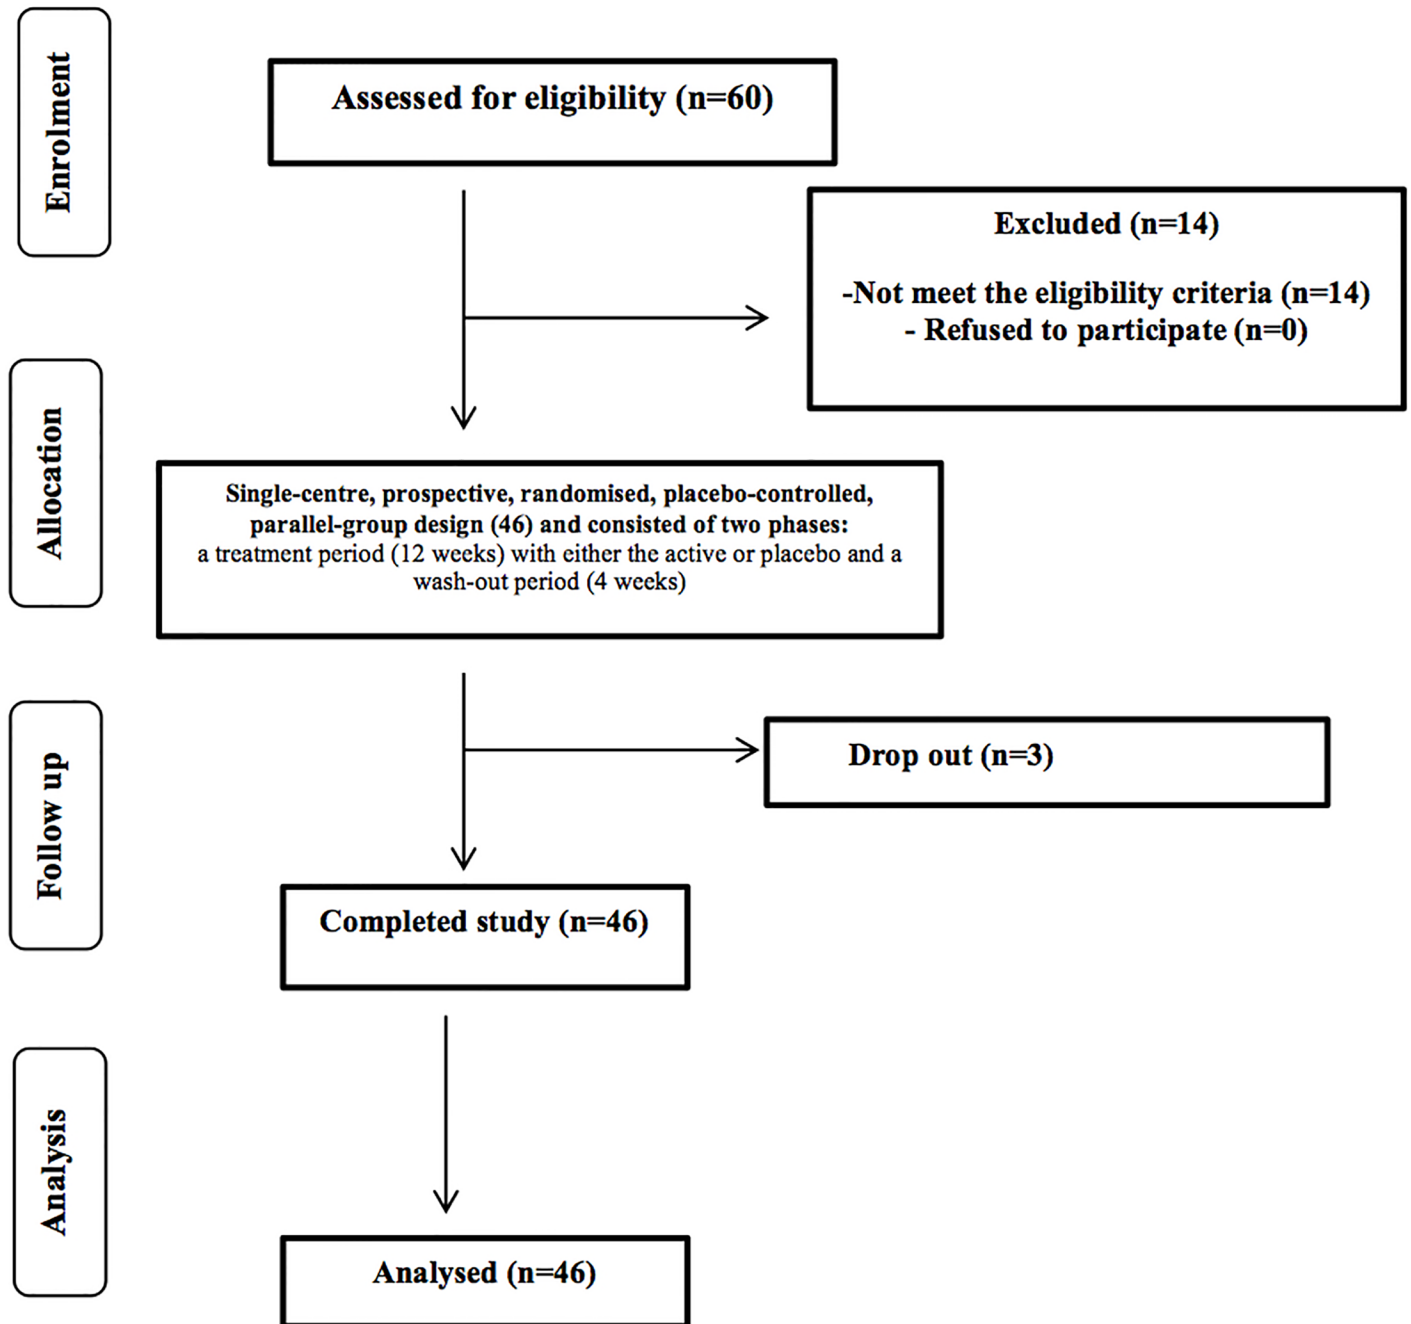 Enrolment
Assessed for eligibility (n=60)
Excluded (n=14)
-Not meet the eligibility criteria (n=14)
- Refused to participate (n=0)
Allocation
Single-centre, prospective, randomised, placebo-controlled,
parallel-group design (46) and consisted of two phases:
a treatment period (12 weeks) with either the active or placebo and a
wash-out period (4 weeks)
Follow up
Drop out (n=3)
Completed study (n=46)
Analysis
Analysed (n=46)